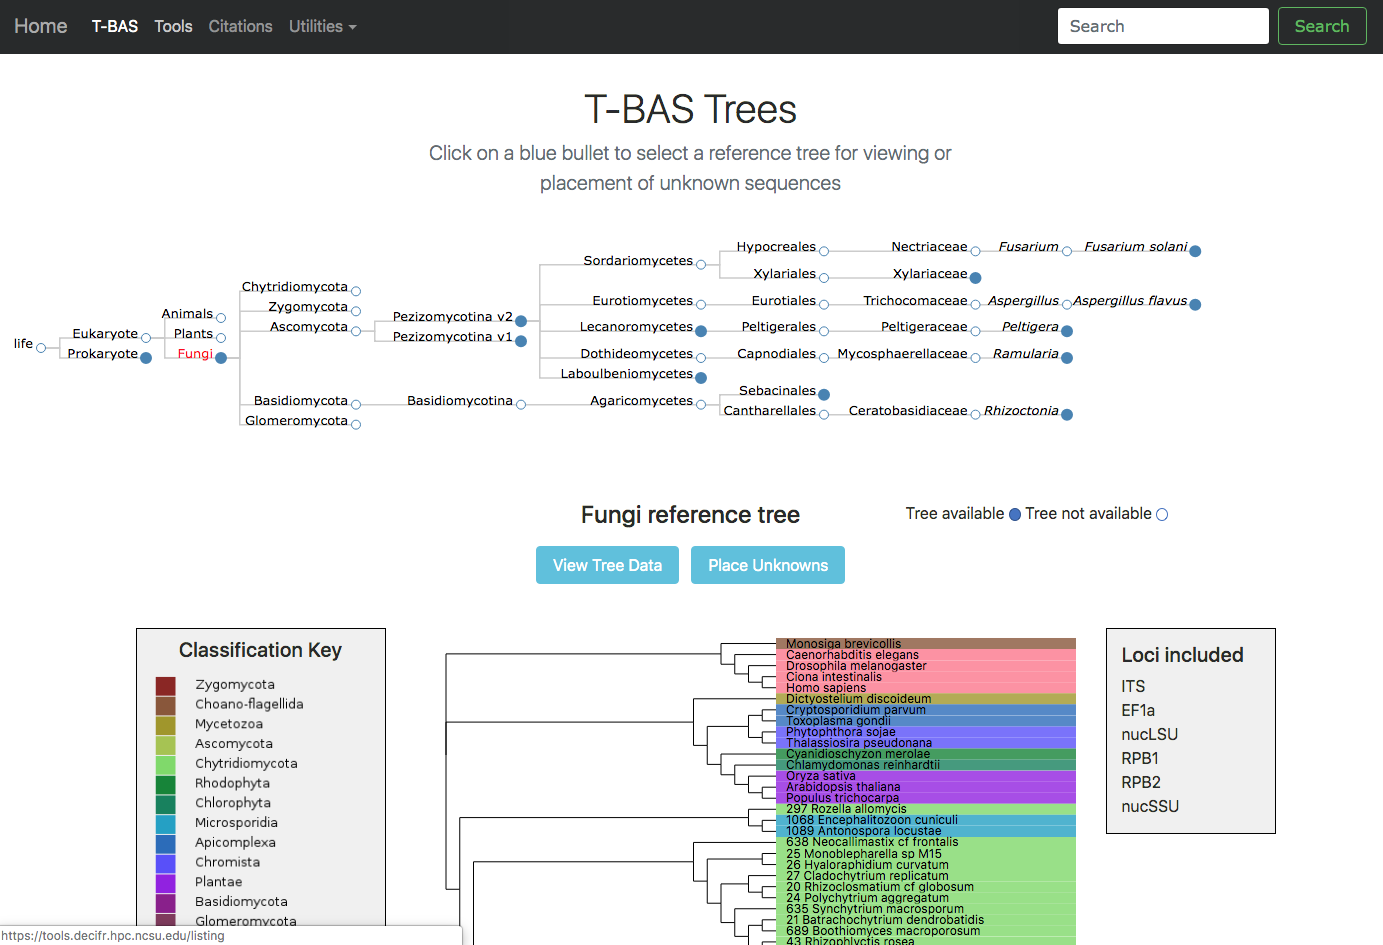 Home T-BAS Tools Citations Utilities Search Search
T-BAS Trees
Click on a blue bullet to select a reference tree for viewing or
placement of unknown sequences
life
Eukaryote
Prokaryote
Animals
Plants
Fungi
Chytridiomycota
Zygomycota
Ascomycota
Basidiomycota
Glomeromycota
Pezizomycotina v2
Pezizomycotina v1
Basidiomycotina
Sordariomycetes
Eurotiomycetes
Lecanoromycetes
Dothideomycetes
Laboulbeniomycetes
Agaricomycetes
Hypocreales
Xylariales
Eurotiales
Peltigerales
Capnodiales
Sebacinales
Cantharellales
Nectriaceae
Xylariaceae
Trichocomaceae
Peltigeraceae
Mycosphaerellaceae
Ceratobasidiaceae
Fusarium
Aspergillus
Peltigera
Ramularia
Rhizoctonia
Fusarium solani
Aspergillus flavus
Fungi reference tree
Tree available Tree not available
View Tree Data Place Unknowns
Classification Key
Zygomycota
Choano-flagellida
Mycetozoa
Ascomycota
Chytridiomycota
Rhodophyta
Chlorophyta
Microsporidia
Apicomplexa
Chromista
Plantae
Basidiomycota
Glomeromycota
Monosiga brevicollis
Caenorhabditis elegans
Drosophila melanogaster
Ciona intestinalis
Homo sapiens
Dictyostelium discoideum
Cryptosporidium parvum
Toxoplasma gondii
Phytophthora sojae
Thalassiosira pseudonana
Cyanidioschyzon merolae
Chlamydomonas reinhardtii
Oryza sativa
Arabidopsis thaliana
Populus trichocarpa
297 Rozella allomycis
1068 Encephalitozoon cuniculi
1089 Antonospora locustae
638 Neocallimastix cf frontalis
25 Monoblepharella sp M15
26 Hyaloraphidium curvatum
27 Cladochytrium replicatum
20 Rhizoclosmatium cf globosum
24 Polychytrium aggregatum
635 Synchytrium macrosporum
21 Batrachochytrium dendrobatidis
689 Boothiomyces macroporosum
43 Rhizophlyctis rosea
Loci included
ITS
EF1a
nucLSU
RPB1
RPB2
nucSSU
https://tools.decifr.hpc.ncsu.edu/listing